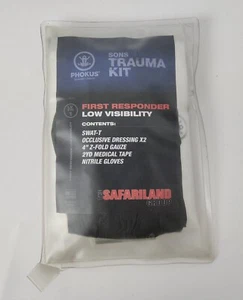 PHOKUS
SONS
TRAUMA
KIT
FIRST RESPONDER
LOW VISIBILITY
CONTENTS:
SWAT-T
OCCLUSIVE DRESSING X2
4" Z-FOLD GAUZE
2YD MEDICAL TAPE
NITRILE GLOVES
SAFARILAND